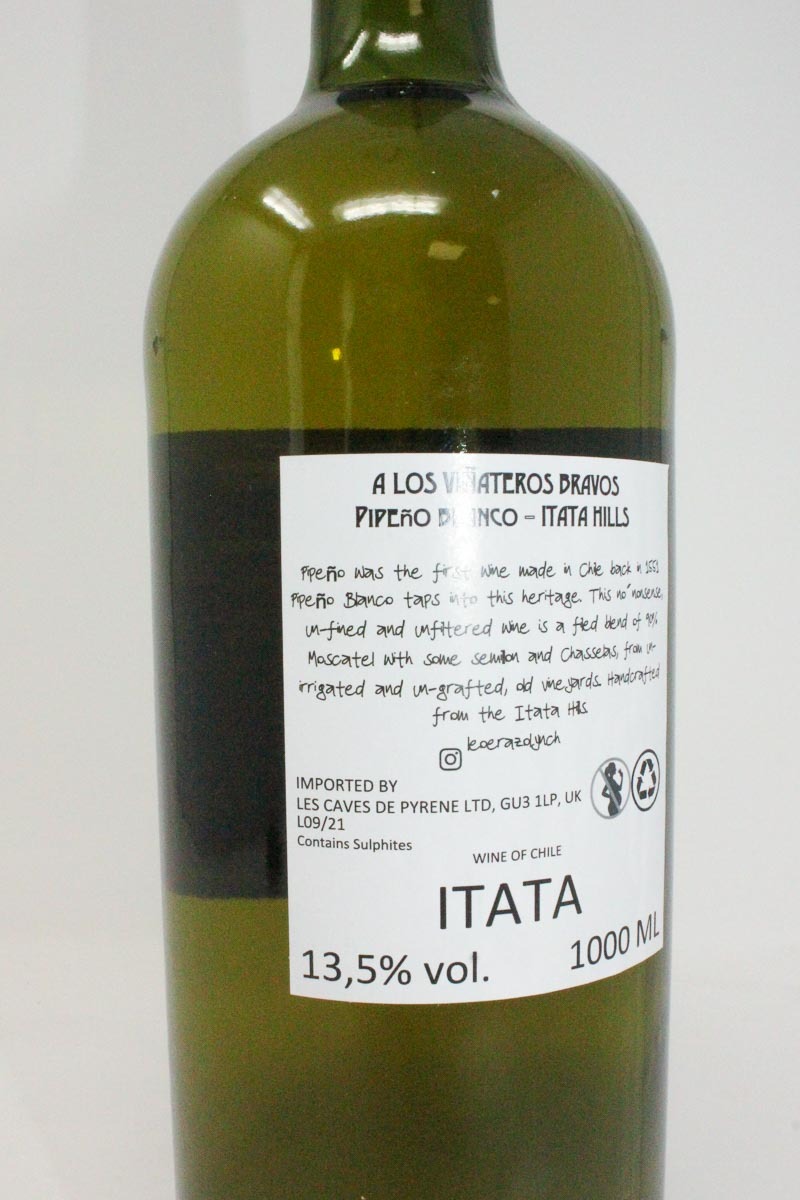 A LOS VIÑATEROS BRAVOS
PIPEÑO BLANCO – ITATA HILLS
Pipeño was the first wine made in Chile back in 1551
Pipeño Blanco taps into this heritage. This no nonsense,
un-fined and unfiltered wine is a field blend of 90%
Moscatel with some semillon and Chasselas, from un-
irrigated and un-grafted, old vineyards. Handcrafted
from the Itata Hills
leoerazolynch
IMPORTED BY
LES CAVES DE PYRENE LTD, GU3 1LP, UK
L09/21
Contains Sulphites
WINE OF CHILE
ITATA
13,5% vol.
1000 ML